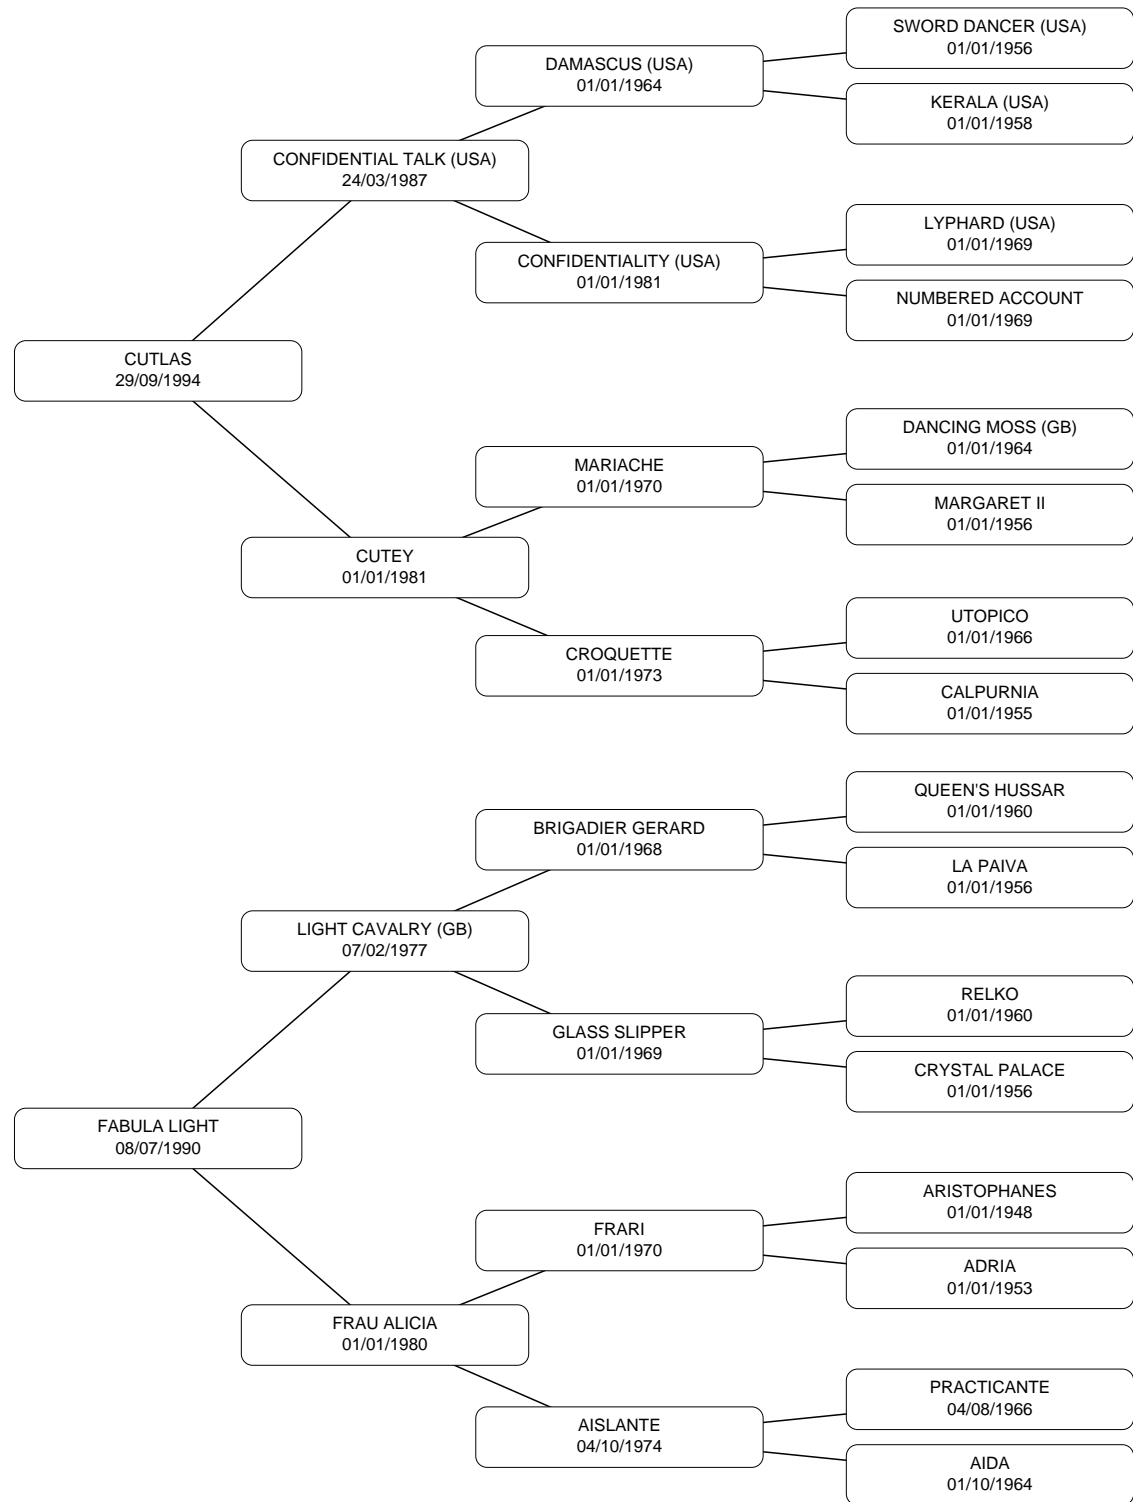 SWORD DANCER (USA)
01/01/1956
DAMASCUS (USA)
01/01/1964
KERALA (USA)
01/01/1958
CONFIDENTIAL TALK (USA)
24/03/1987
LYPHARD (USA)
01/01/1969
CONFIDENTIALITY (USA)
01/01/1981
NUMBERED ACCOUNT
01/01/1969
CUTLAS
29/09/1994
DANCING MOSS (GB)
01/01/1964
MARIACHE
01/01/1970
MARGARET II
01/01/1956
CUTEY
01/01/1981
UTOPICO
01/01/1966
CROQUETTE
01/01/1973
CALPURNIA
01/01/1955
QUEEN'S HUSSAR
01/01/1960
BRIGADIER GERARD
01/01/1968
LA PAIVA
01/01/1956
LIGHT CAVALRY (GB)
07/02/1977
RELKO
01/01/1960
GLASS SLIPPER
01/01/1969
CRYSTAL PALACE
01/01/1956
FABULA LIGHT
08/07/1990
ARISTOPHANES
01/01/1948
FRARI
01/01/1970
ADRIA
01/01/1953
FRAU ALICIA
01/01/1980
PRACTICANTE
04/08/1966
AISLANTE
04/10/1974
AIDA
01/10/1964